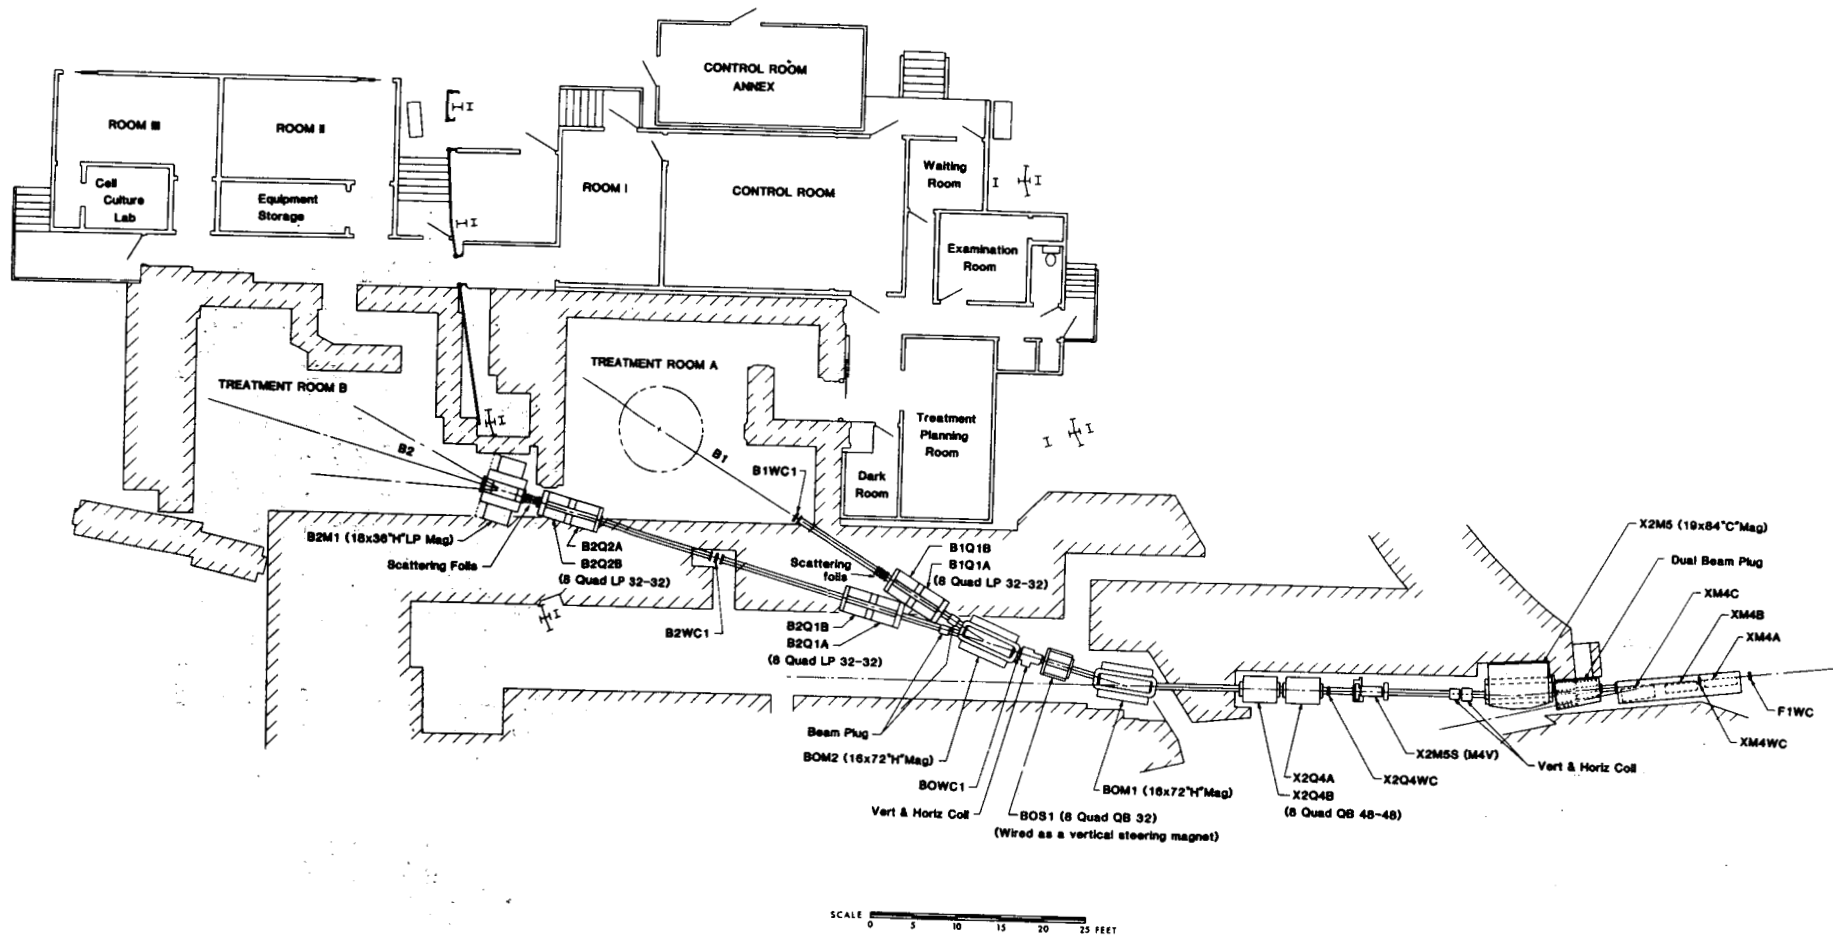 CONTROL ROOM
ANNEX
ROOM III
ROOM II
I
Cell
Culture
Lab
Equipment
Storage
I
ROOM I
CONTROL ROOM
Waiting
Room
I
I
Examination
Room
TREATMENT ROOM B
TREATMENT ROOM A
I
I
I
Treatment
Planning
Room
Dark
Room
B2
B1
B1WC1
B2M1 (18x36"H"LP Mag)
Scattering Foils
B2Q2A
B2Q2B
(8 Quad LP 32-32)
Scattering
foils
B1Q1B
B1Q1A
(8 Quad LP 32-32)
X2M5 (19x84"C"Mag)
Dual Beam Plug
XM4C
XM4B
XM4A
I
B2WC1
B2Q1B
B2Q1A
(8 Quad LP 32-32)
Beam Plug
BOM2 (16x72"H"Mag)
BOWC1
Vert & Horiz Coil
BOS1 (8 Quad QB 32)
(Wired as a vertical steering magnet)
BOM1 (16x72"H"Mag)
X2Q4A
X2Q4B
(8 Quad QB 48-48)
X2Q4WC
X2M5S (M4V)
Vert & Horiz Coil
XM4WC
F1WC
SCALE
0 5 10 15 20 25 FEET